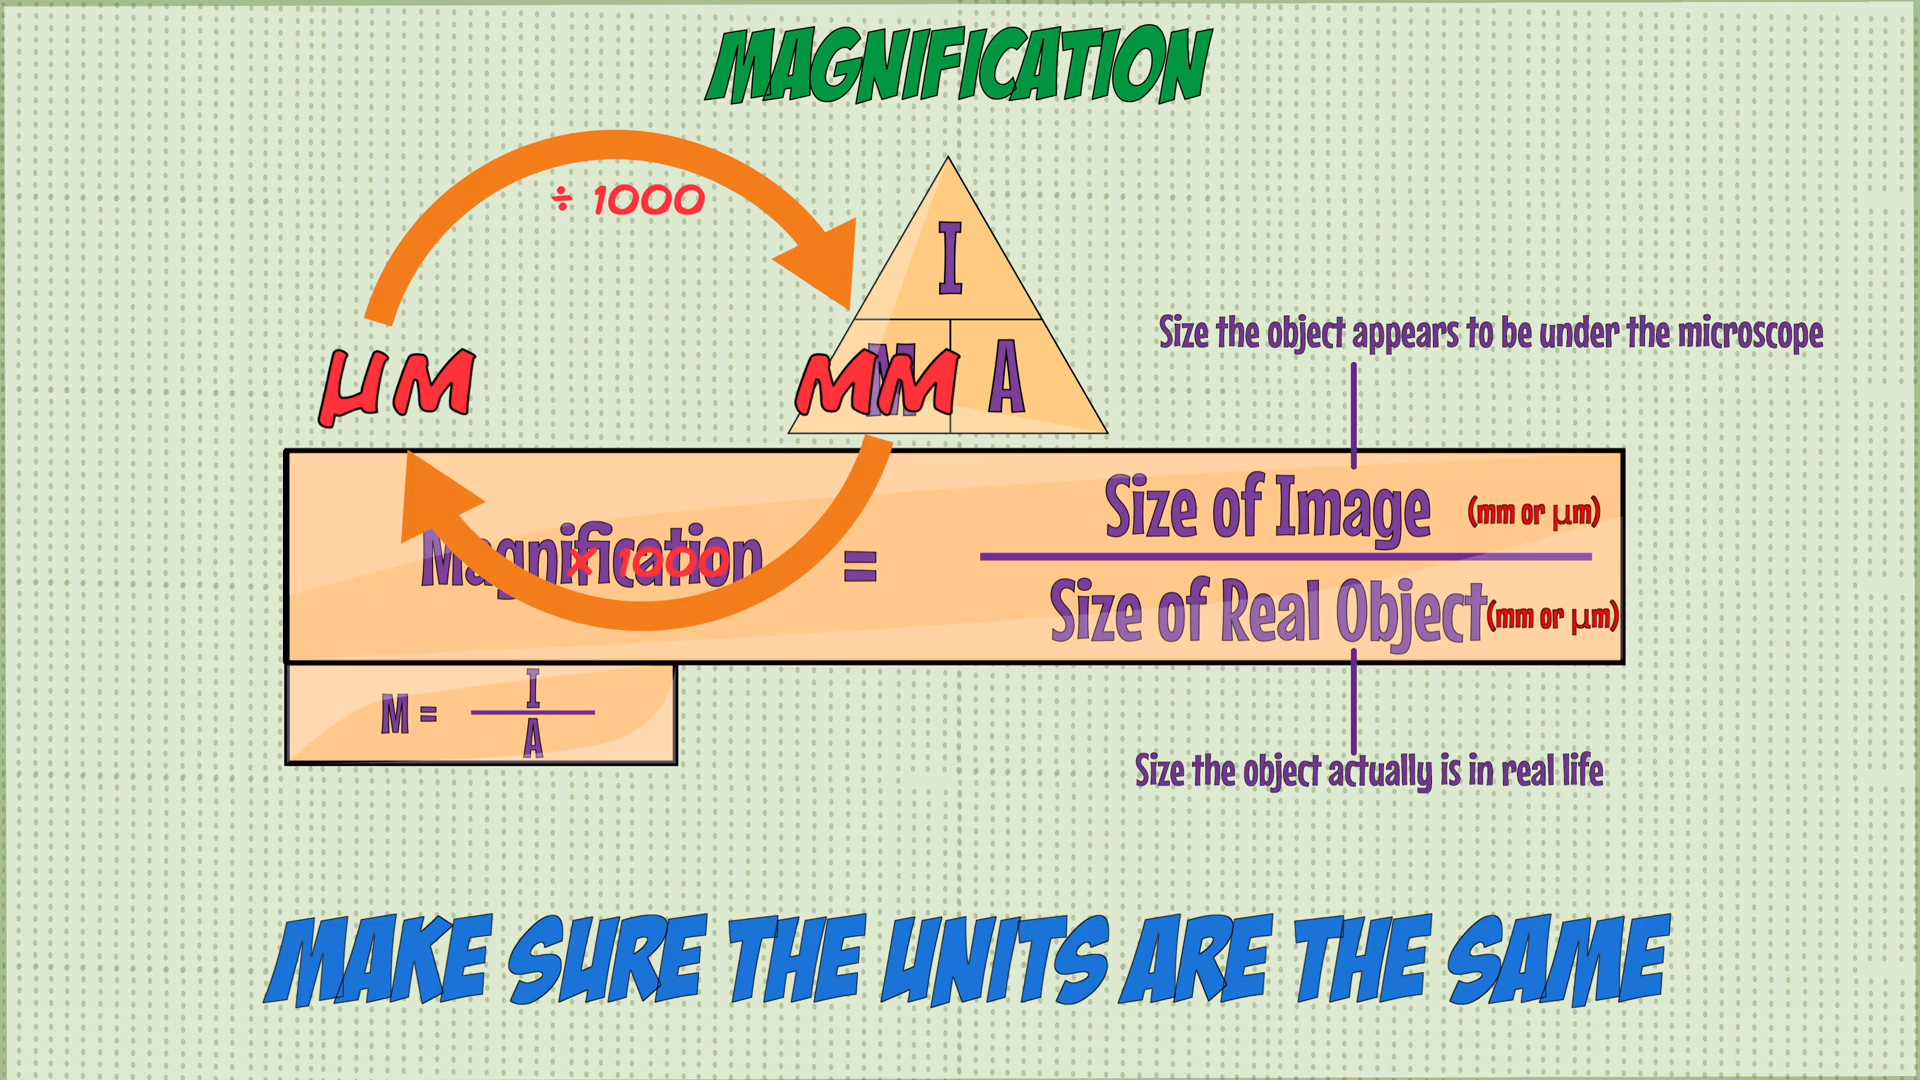 MAGNIFICATION
÷ 1000
I
Size the object appears to be under the microscope
µM
MM
M
A
Size of Image (mm or µm)
Magnification =
x 1000
Size of Real Object (mm or µm)
M = I
A
Size the object actually is in real life
MAKE SURE THE UNITS ARE THE SAME